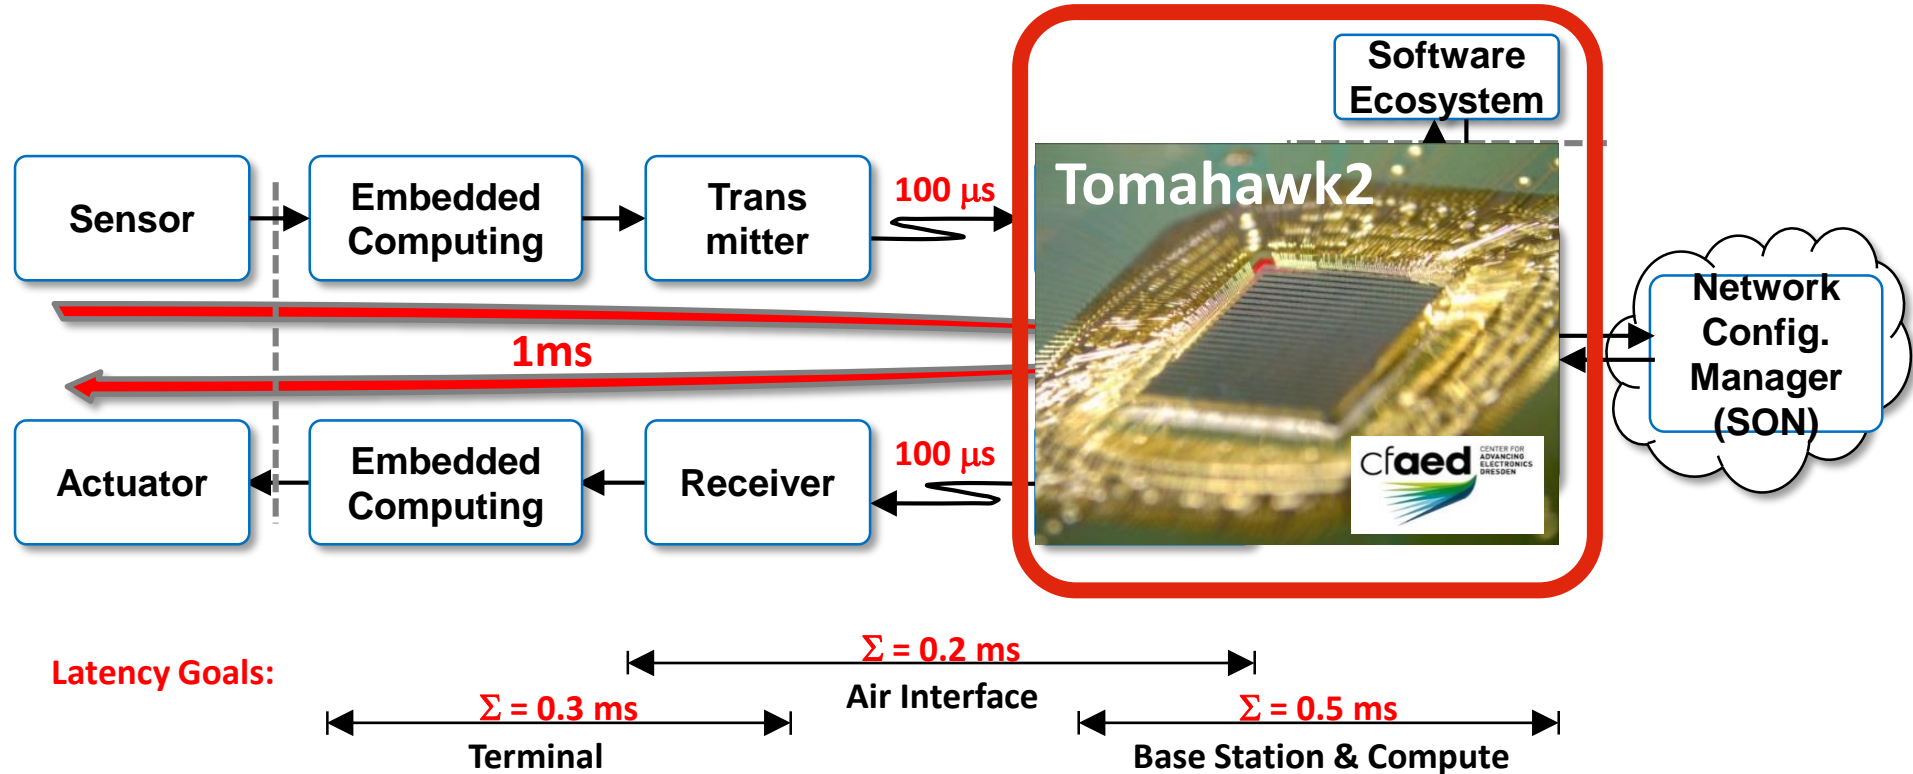 Software
Ecosystem
Tomahawk2
Sensor
Embedded
Computing
Trans
mitter
100 μs
1ms
Network
Config.
Manager
(SON)
Actuator
Embedded
Computing
Receiver
100 μs
cfaed
CENTER FOR
ADVANCING
ELECTRONICS
DRESDEN
Latency Goals:
Σ = 0.2 ms
Air Interface
Σ = 0.3 ms
Terminal
Σ = 0.5 ms
Base Station & Compute